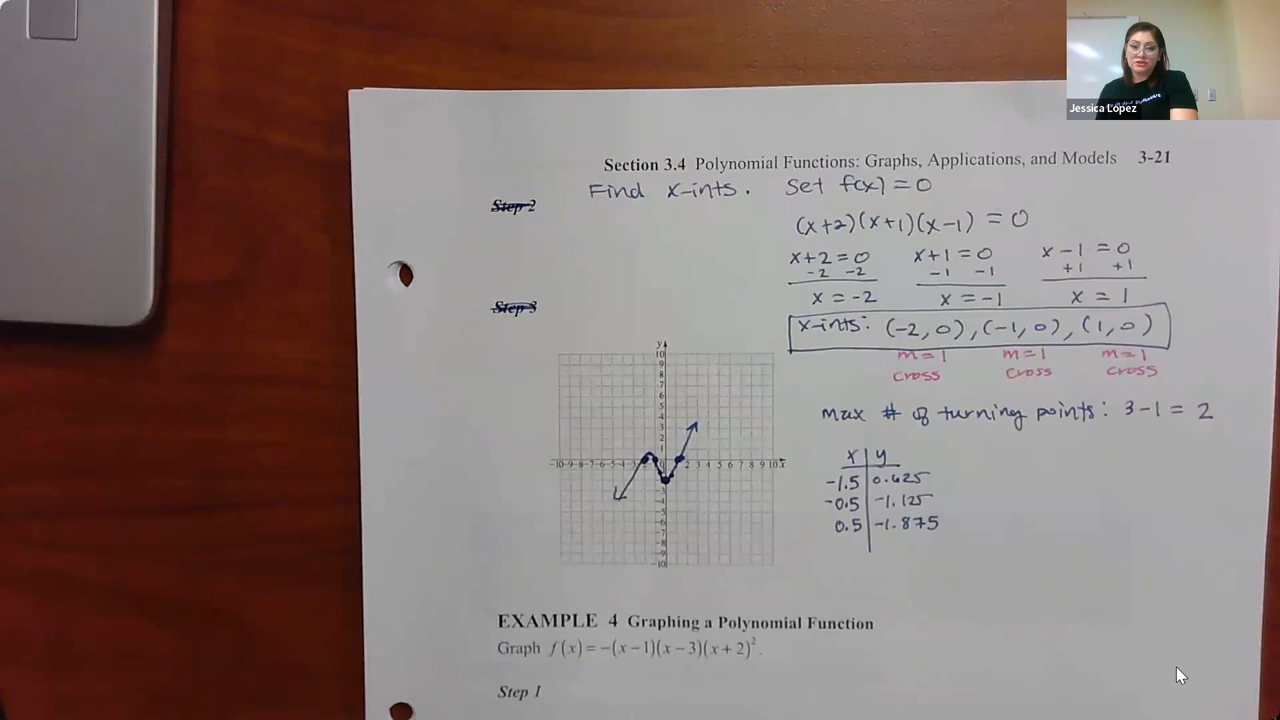 Jessica Lopez
Section 3.4 Polynomial Functions: Graphs, Applications, and Models 3-21
Find x-ints. Set f(x) = 0
Step 2
(x+2)(x+1)(x-1) = 0
x+2=0 x+1=0 x-1=0
-2 -2 -1 -1 +1 +1
x = -2 x = -1 x = 1
Step 3
x-ints: (-2, 0), (-1, 0), (1, 0)
m=1 m=1 m=1
cross cross cross
max # of turning points: 3-1 = 2
x y
-1.5 0.625
-0.5 -1.125
0.5 -1.875
EXAMPLE 4 Graphing a Polynomial Function
Graph f(x) = -(x-1)(x-3)(x+2)².
Step 1